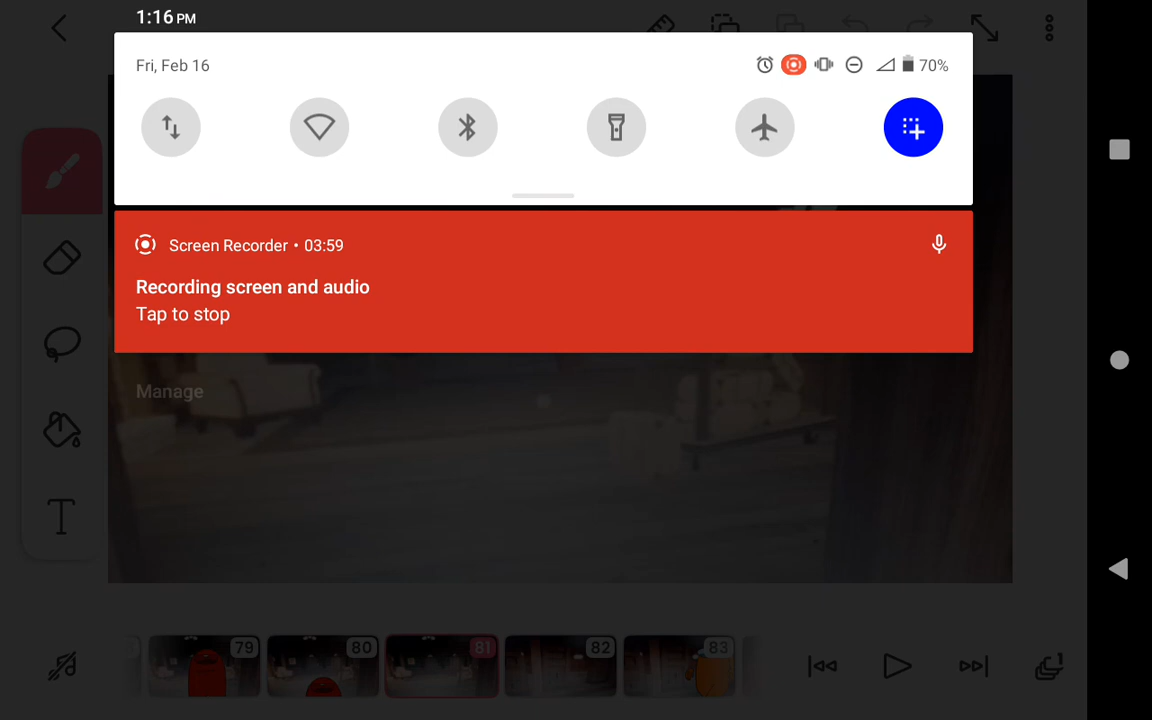 1:16 PM
Fri, Feb 16
70%
Screen Recorder • 03:59
Recording screen and audio
Tap to stop
Manage
T
79
80
81
82
83
1